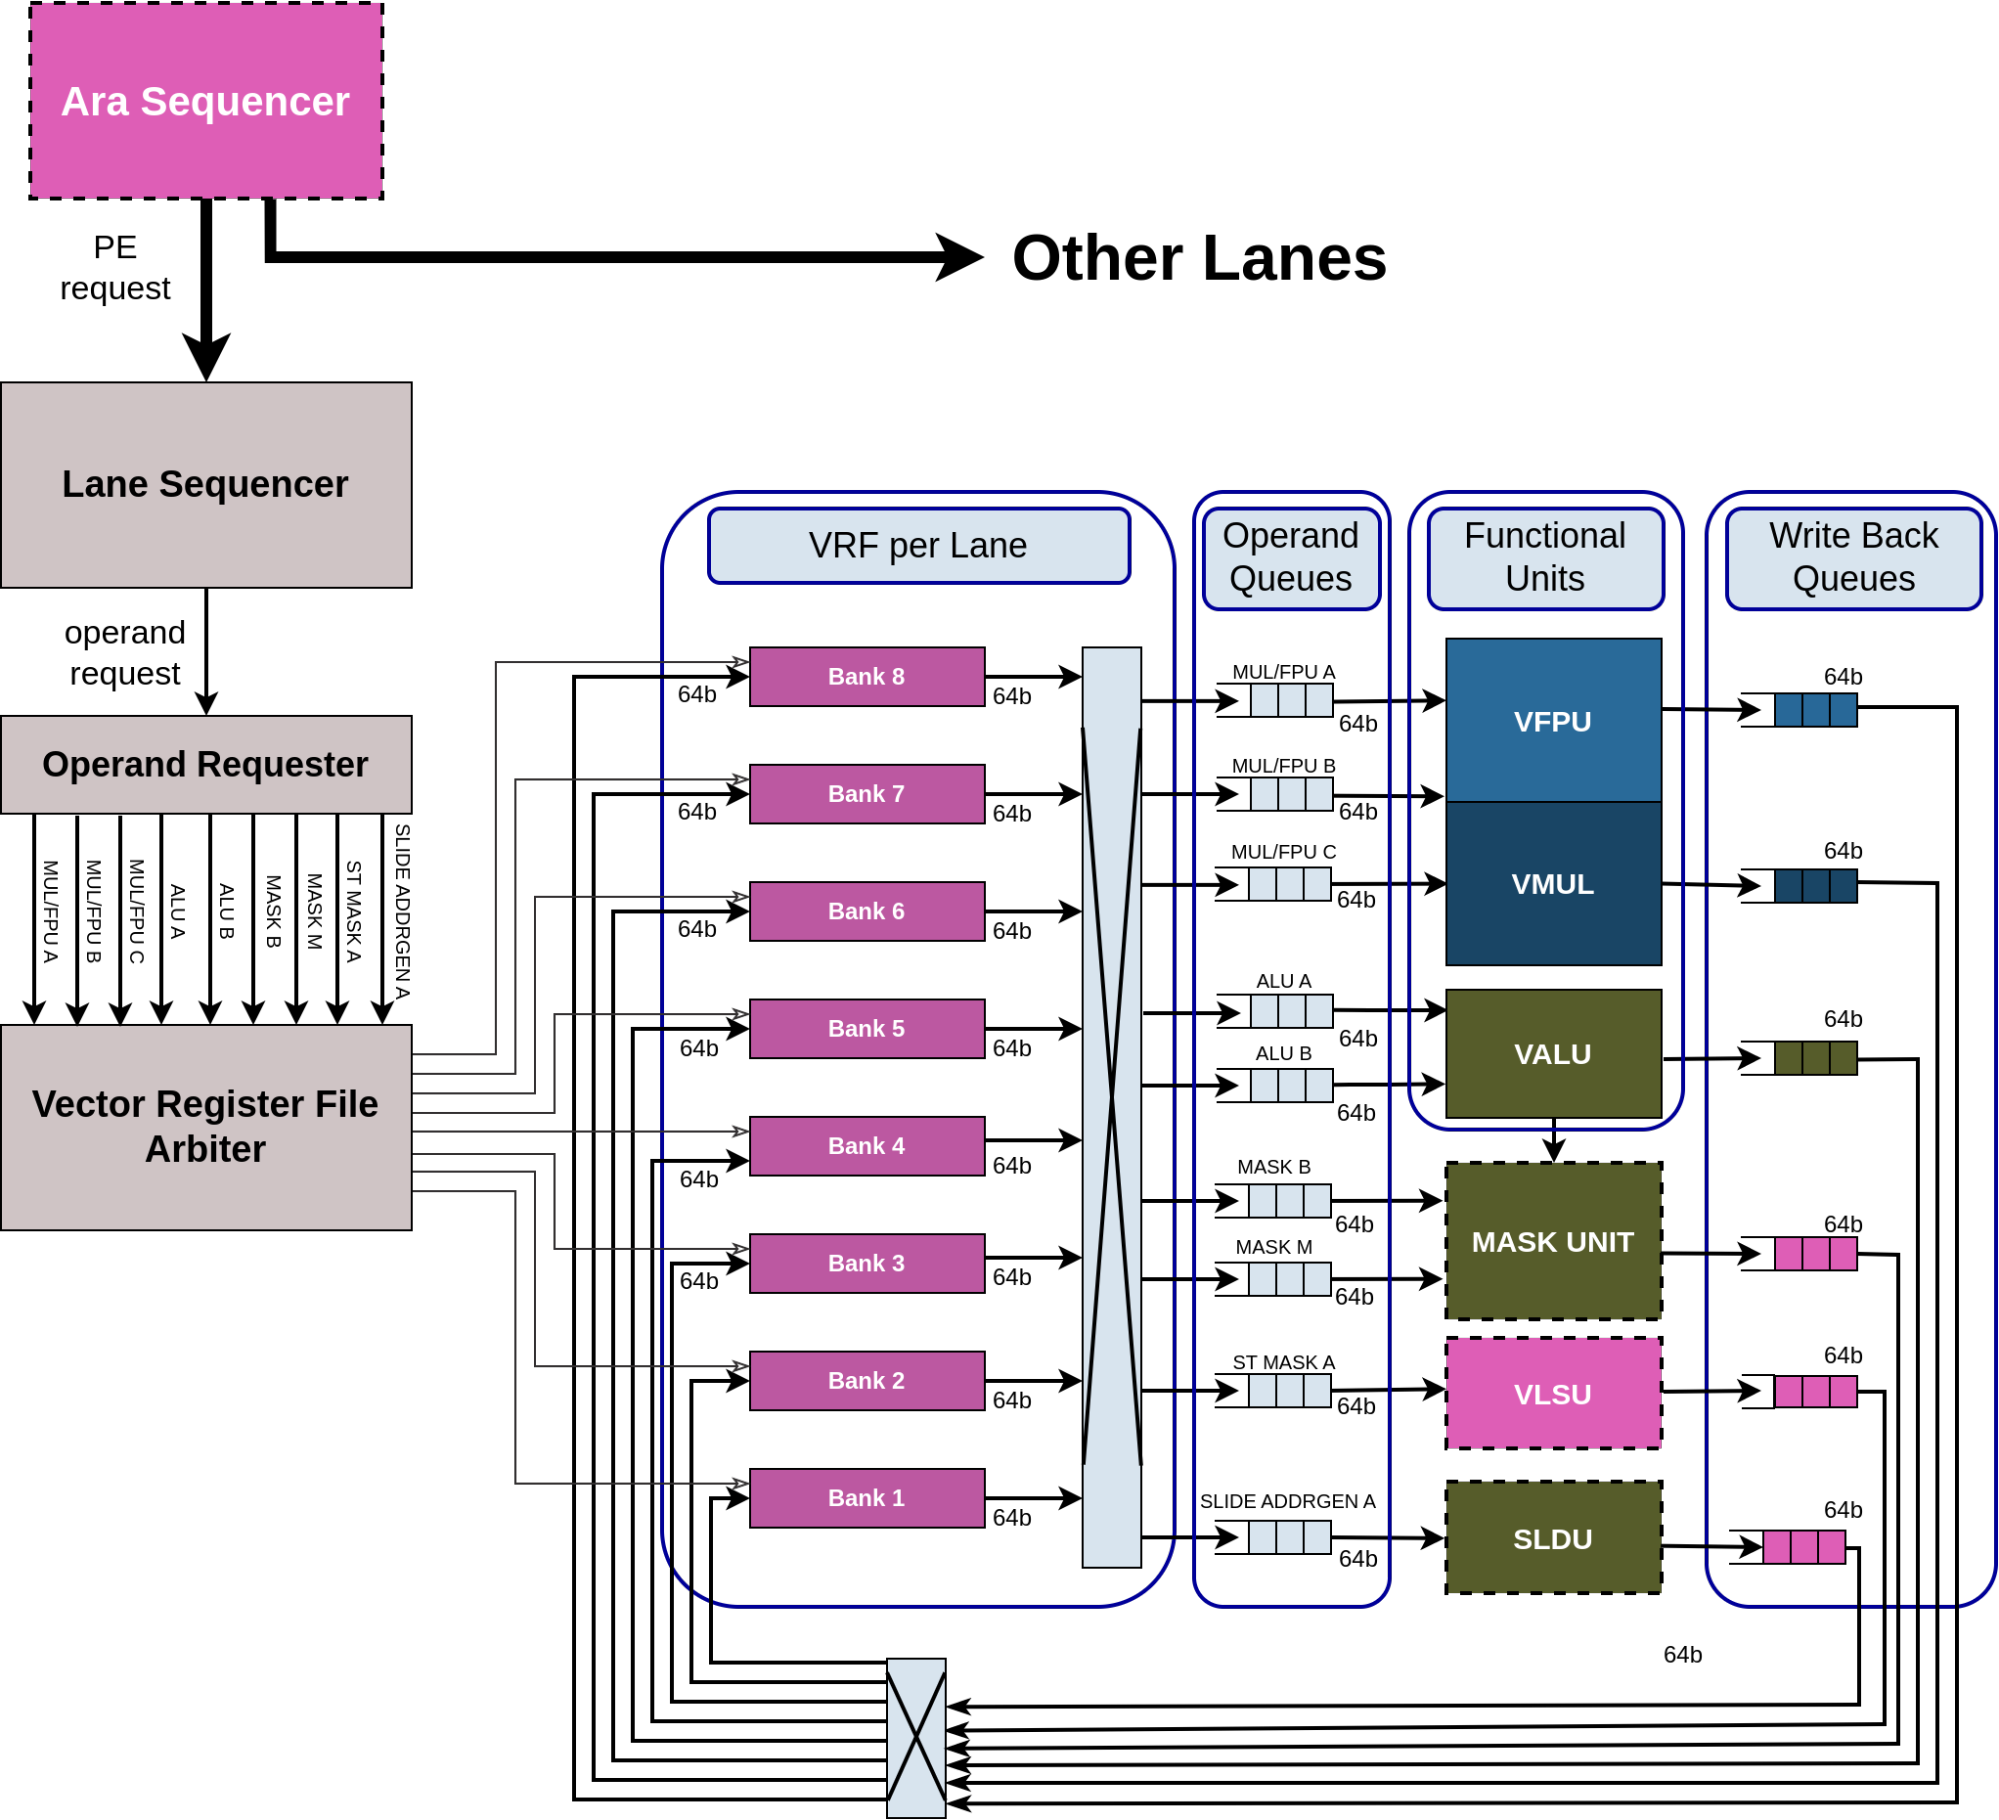 Ara Sequencer
PE
request
Other Lanes
Lane Sequencer
operand
request
Operand Requester
MUL/FPU A
MUL/FPU B
MUL/FPU C
ALU A
ALU B
MASK B
MASK M
ST MASK A
SLIDE ADDRGEN A
Vector Register File
Arbiter
VRF per Lane
Bank 8
64b
64b
Bank 7
64b
64b
Bank 6
64b
64b
Bank 5
64b
64b
Bank 4
64b
64b
Bank 3
64b
64b
Bank 2
64b
Bank 1
64b
Operand
Queues
MUL/FPU A
64b
MUL/FPU B
64b
MUL/FPU C
64b
ALU A
64b
ALU B
64b
MASK B
64b
MASK M
64b
ST MASK A
64b
SLIDE ADDRGEN A
64b
Functional
Units
VFPU
VMUL
VALU
MASK UNIT
VLSU
SLDU
Write Back
Queues
64b
64b
64b
64b
64b
64b
64b